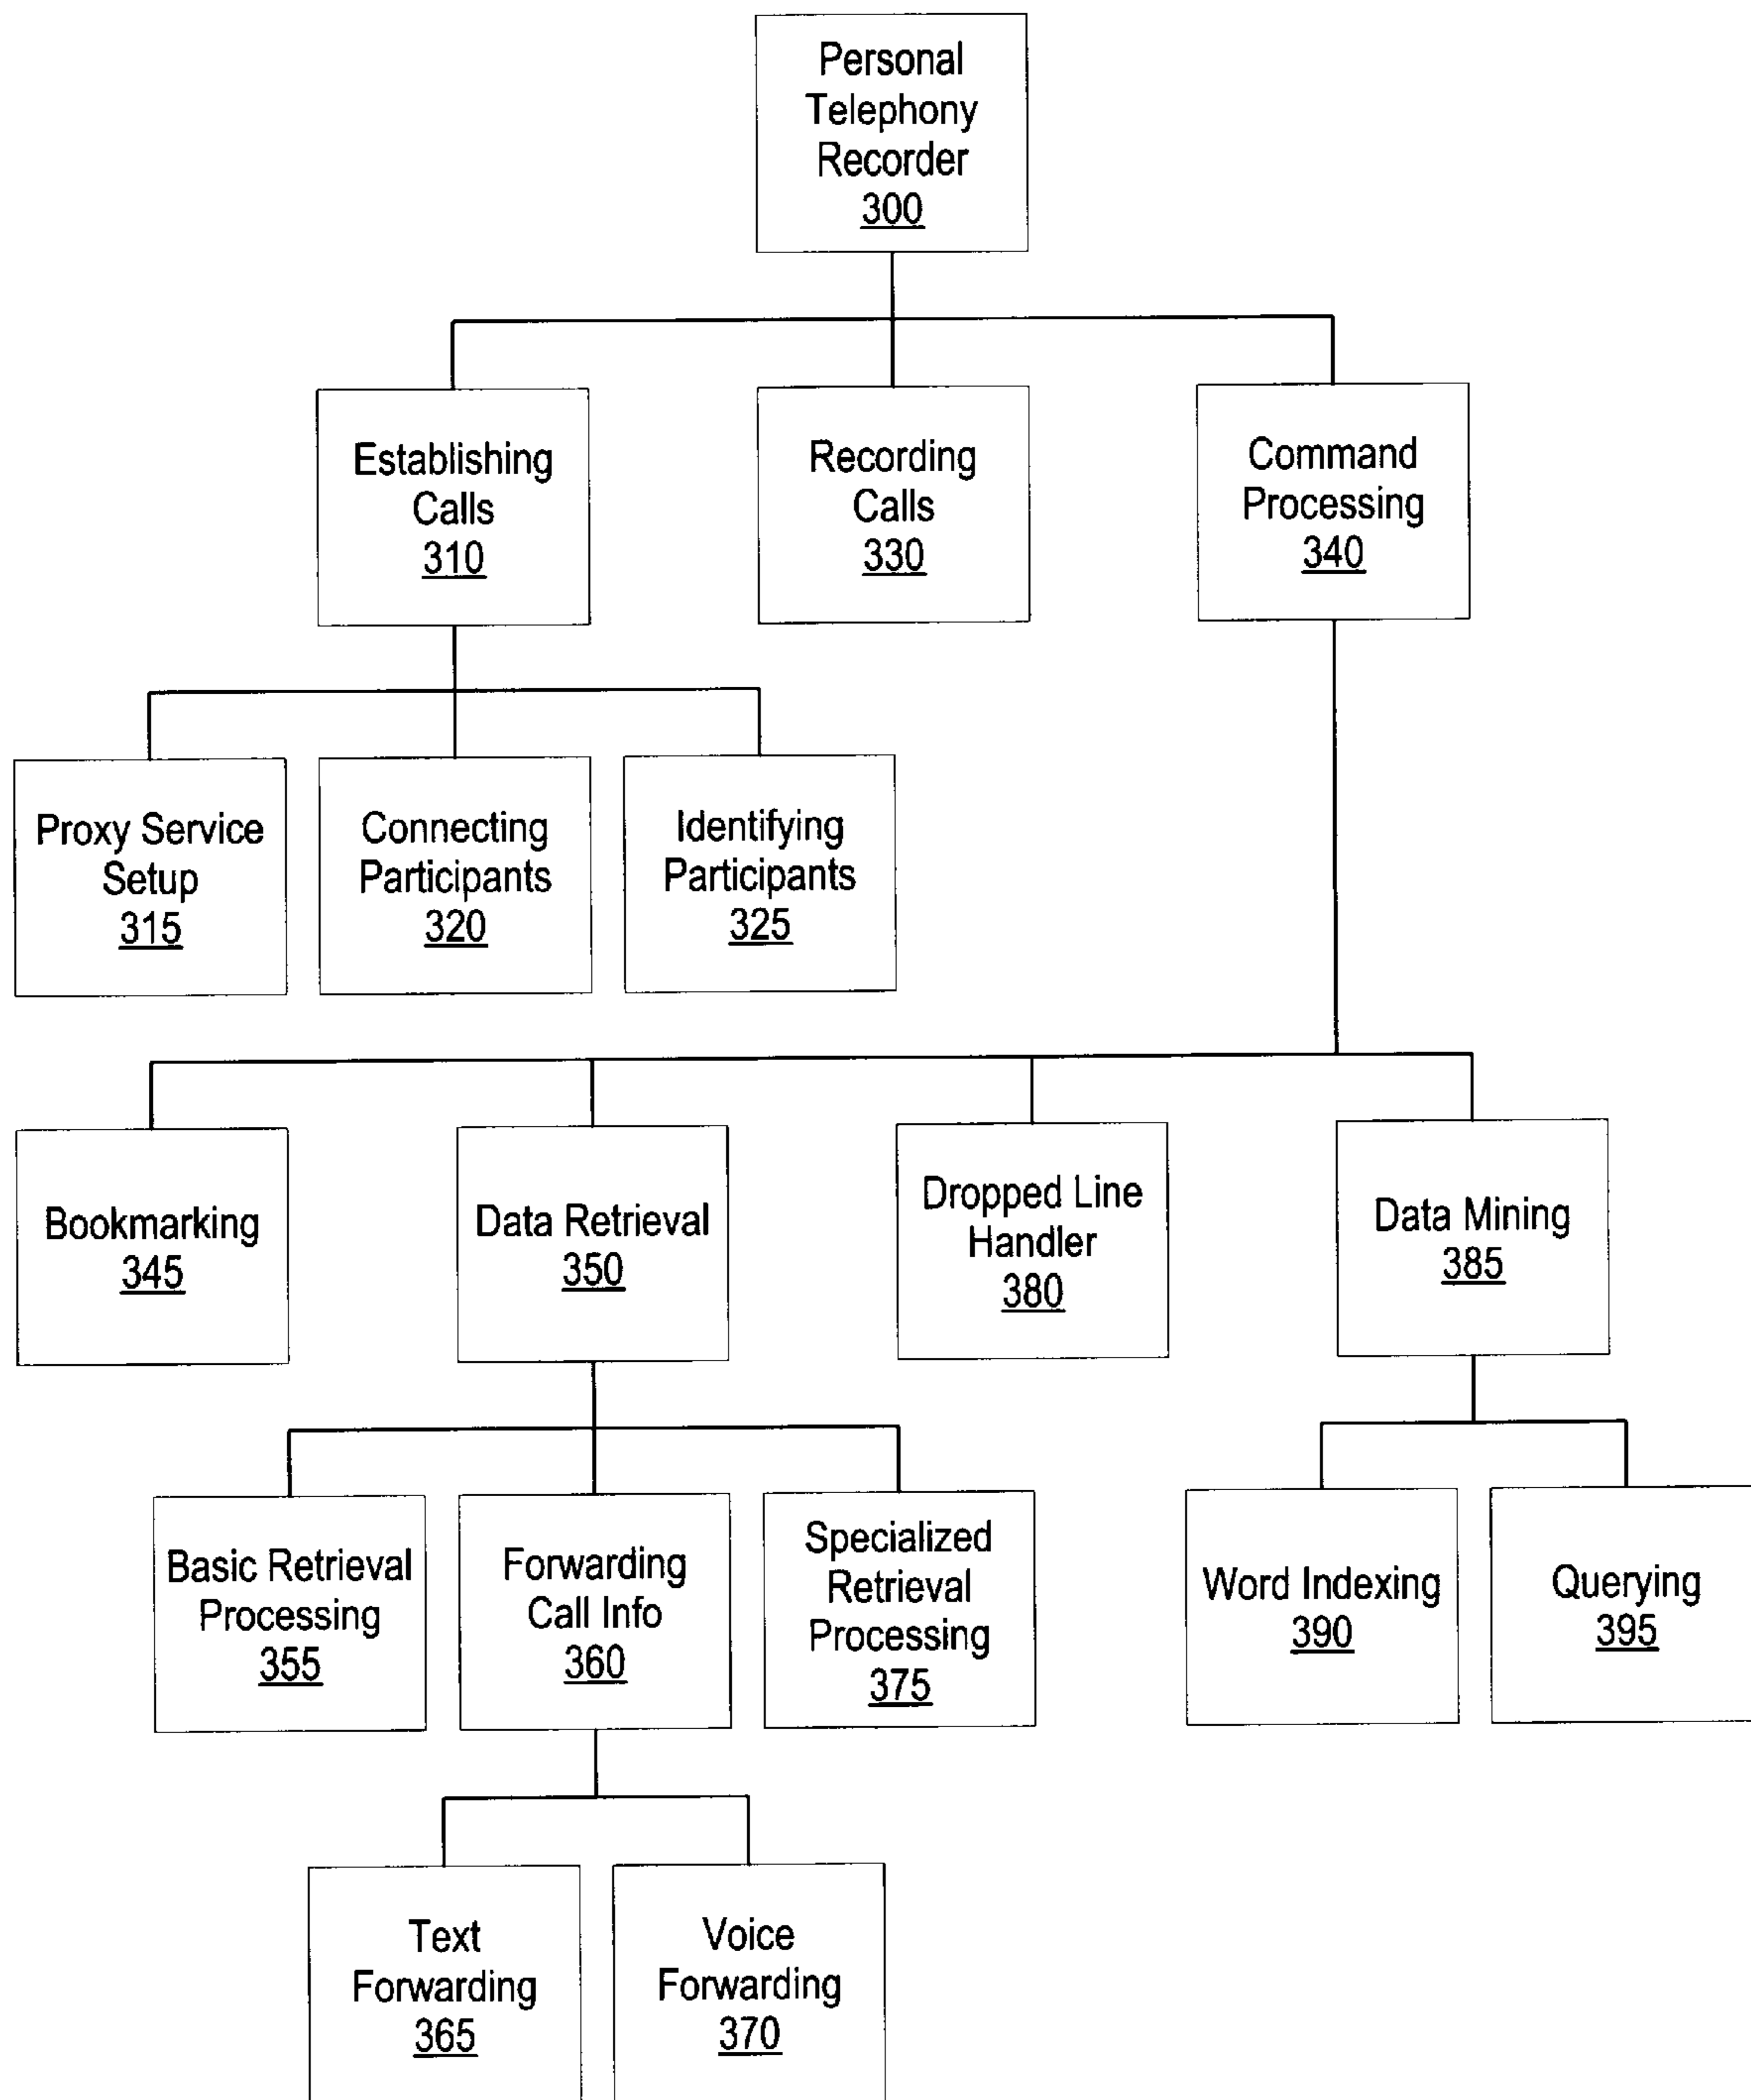 Personal
Telephony
Recorder
300
Establishing
Calls
310
Recording
Calls
330
Command
Processing
340
Proxy Service
Setup
315
Connecting
Participants
320
Identifying
Participants
325
Bookmarking
345
Data Retrieval
350
Dropped Line
Handler
380
Data Mining
385
Basic Retrieval
Processing
355
Forwarding
Call Info
360
Specialized
Retrieval
Processing
375
Word Indexing
390
Querying
395
Text
Forwarding
365
Voice
Forwarding
370